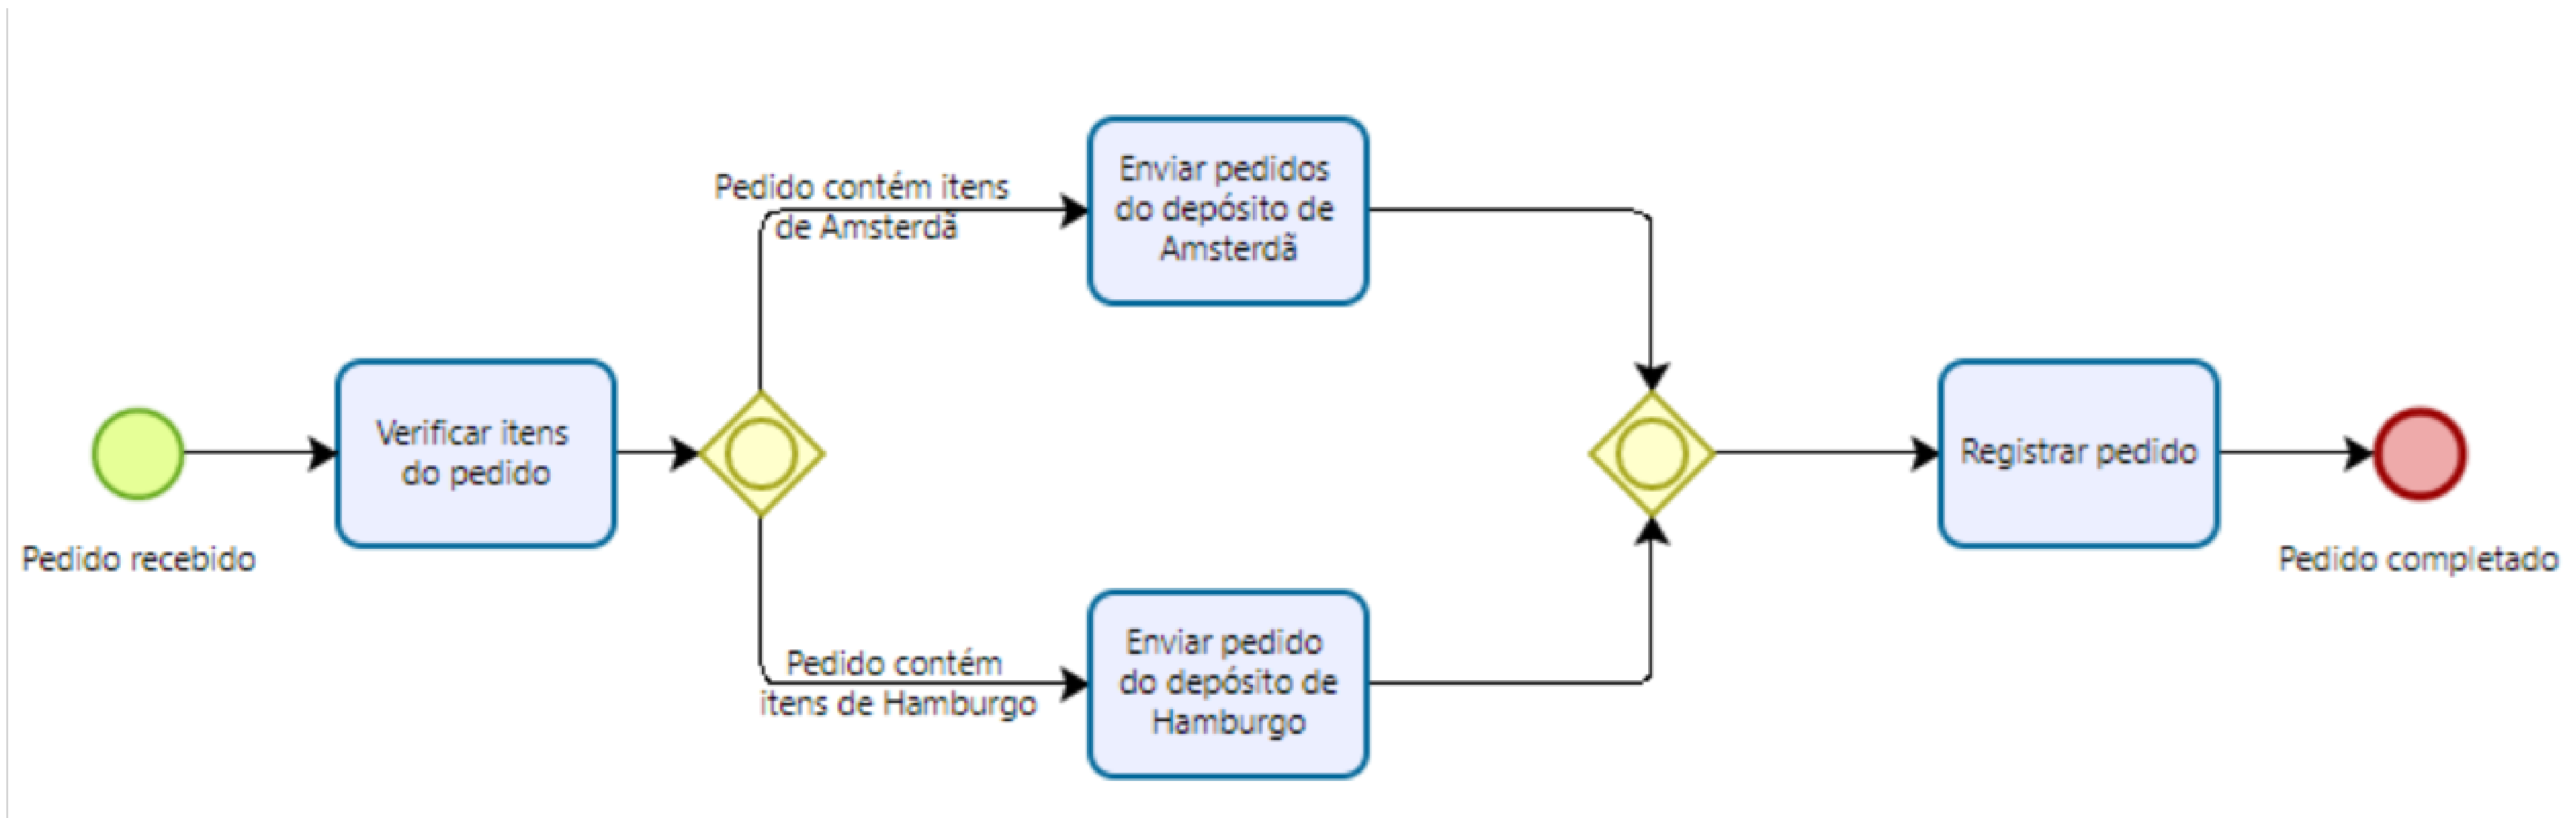 Pedido recebido
Verificar itens
do pedido
Pedido contém itens
de Amsterdã
Enviar pedidos
do depósito de
Amsterdã
Pedido contém
itens de Hamburgo
Enviar pedido
do depósito de
Hamburgo
Registrar pedido
Pedido completado